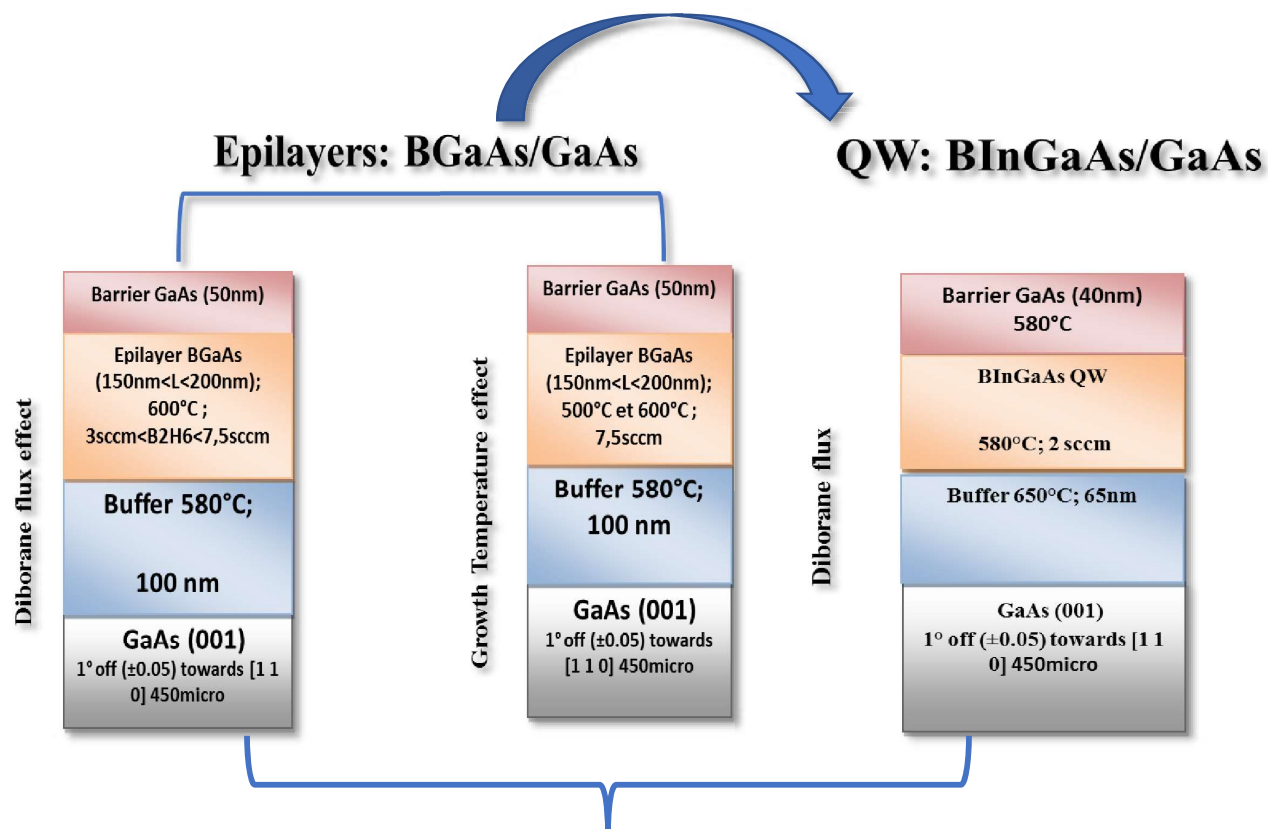 Epilayers: BGaAs/GaAs
QW: BInGaAs/GaAs
Diborane flux effect
Barrier GaAs (50nm)
Epilayer BGaAs
(150nm<L<200nm);
600°C ;
3sccm<B2H6<7,5sccm
Buffer 580°C;
100 nm
GaAs (001)
1° off (±0.05) towards [1 1
0] 450micro
Growth Temperature effect
Barrier GaAs (50nm)
Epilayer BGaAs
(150nm<L<200nm);
500°C et 600°C ;
7,5sccm
Buffer 580°C;
100 nm
GaAs (001)
1° off (±0.05) towards
[1 1 0] 450micro
Diborane flux
Barrier GaAs (40nm)
580°C
BInGaAs QW
580°C; 2 sccm
Buffer 650°C; 65nm
GaAs (001)
1° off (±0.05) towards [1 1
0] 450micro